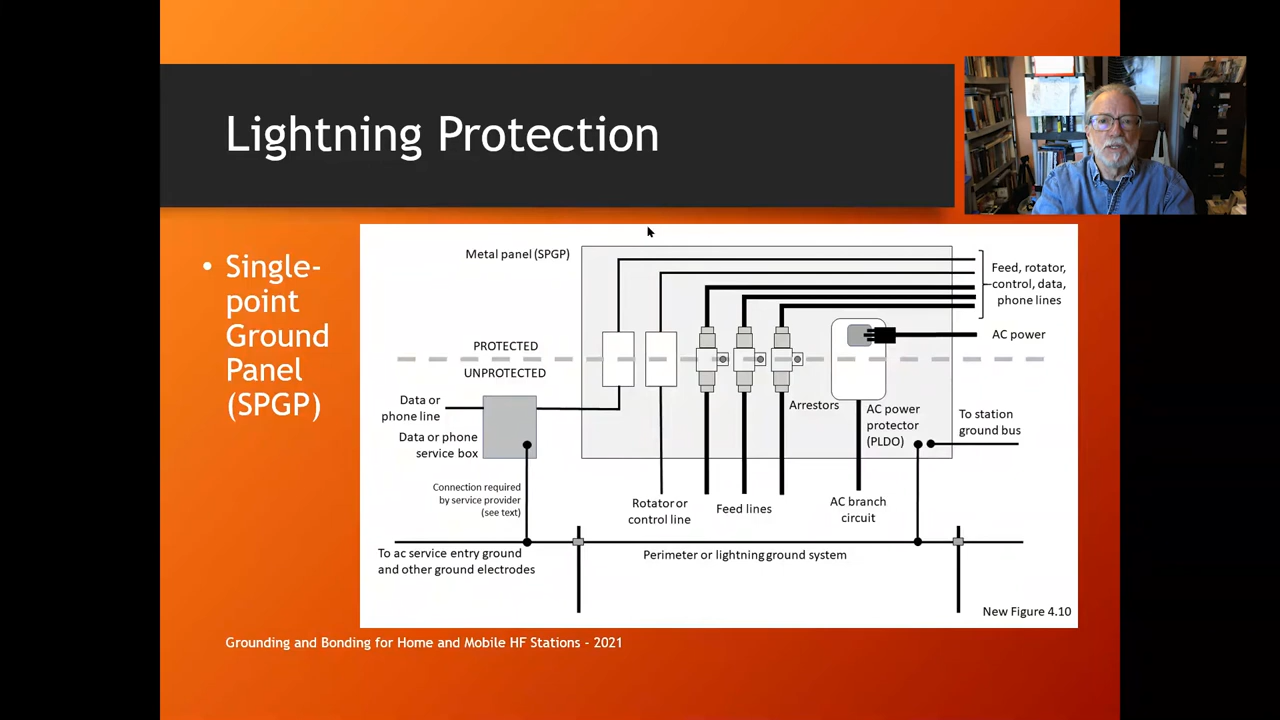 Lightning Protection
• Single-
point
Ground
Panel
(SPGP)
Metal panel (SPGP)
Feed, rotator,
control, data,
phone lines
AC power
PROTECTED
UNPROTECTED
Data or
phone line
Data or phone
service box
Arrestors
AC power
protector
(PLDO)
To station
ground bus
Connection required
by service provider
(see text)
Rotator or
control line
Feed lines
AC branch
circuit
To ac service entry ground
and other ground electrodes
Perimeter or lightning ground system
New Figure 4.10
Grounding and Bonding for Home and Mobile HF Stations - 2021